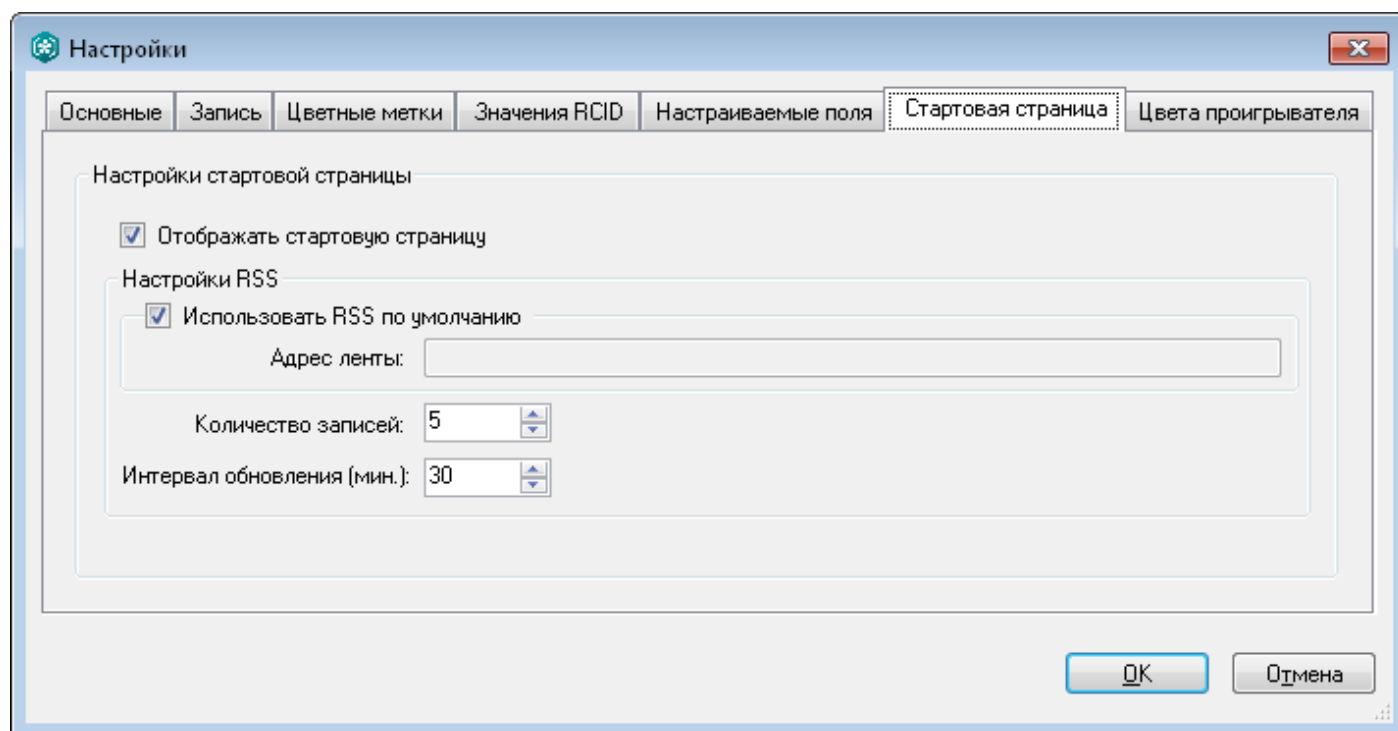 Настройки
Основные Запись Цветные метки Значения RCID Настраиваемые поля Стартовая страница Цвета проигрывателя
Настройки стартовой страницы
Отображать стартовую страницу
Настройки RSS
Использовать RSS по умолчанию
Адрес ленты:
Количество записей: 5
Интервал обновления (мин.): 30
OK Отмена